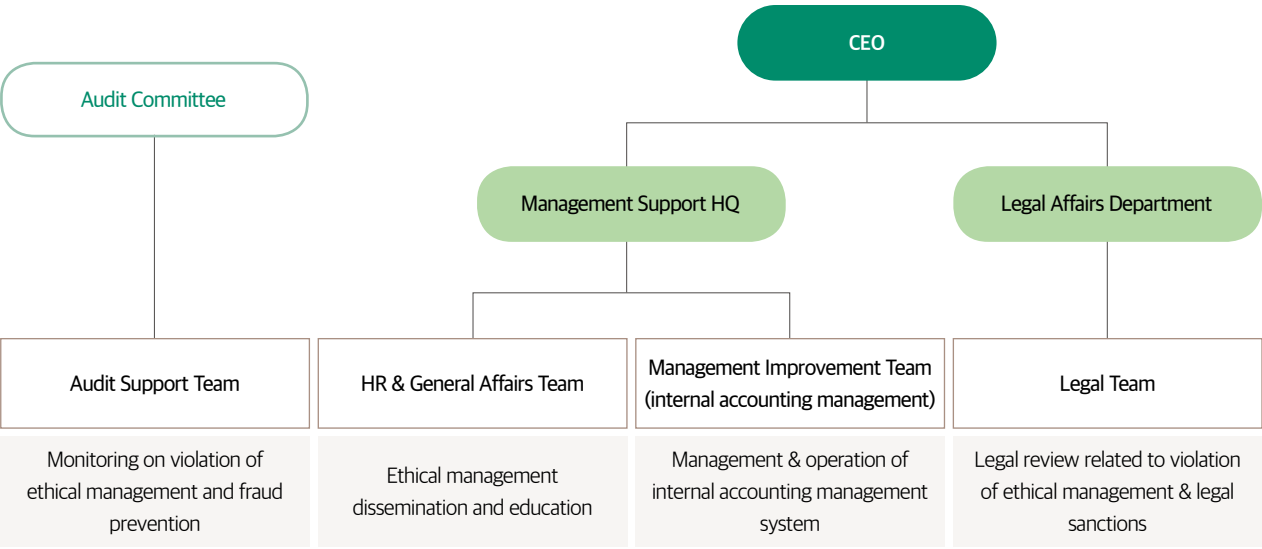 CEO
Audit Committee
Management Support HQ
Legal Affairs Department
Audit Support Team
HR & General Affairs Team
Management Improvement Team
(internal accounting management)
Legal Team
Monitoring on violation of
ethical management and fraud
prevention
Ethical management
dissemination and education
Management & operation of
internal accounting management
system
Legal review related to violation
of ethical management & legal
sanctions